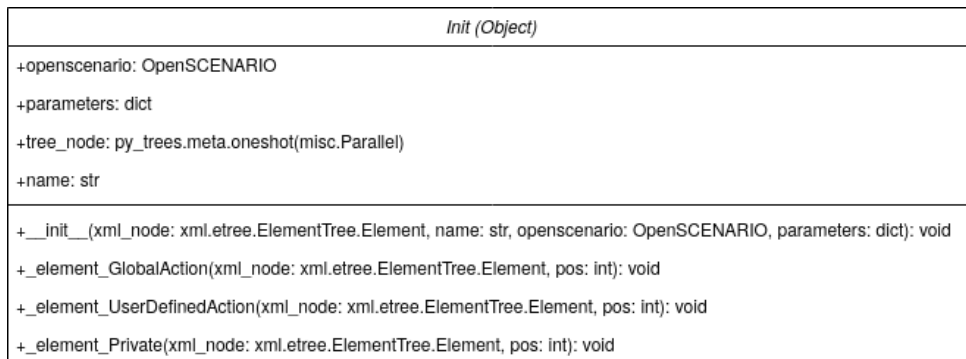 Init (Object)
+openscenario: OpenSCENARIO
+parameters: dict
+tree_node: py_trees.meta.oneshot(misc.Parallel)
+name: str
+__init__(xml_node: xml.etree.ElementTree.Element, name: str, openscenario: OpenSCENARIO, parameters: dict): void
+_element_GlobalAction(xml_node: xml.etree.ElementTree.Element, pos: int): void
+_element_UserDefinedAction(xml_node: xml.etree.ElementTree.Element, pos: int): void
+_element_Private(xml_node: xml.etree.ElementTree.Element, pos: int): void